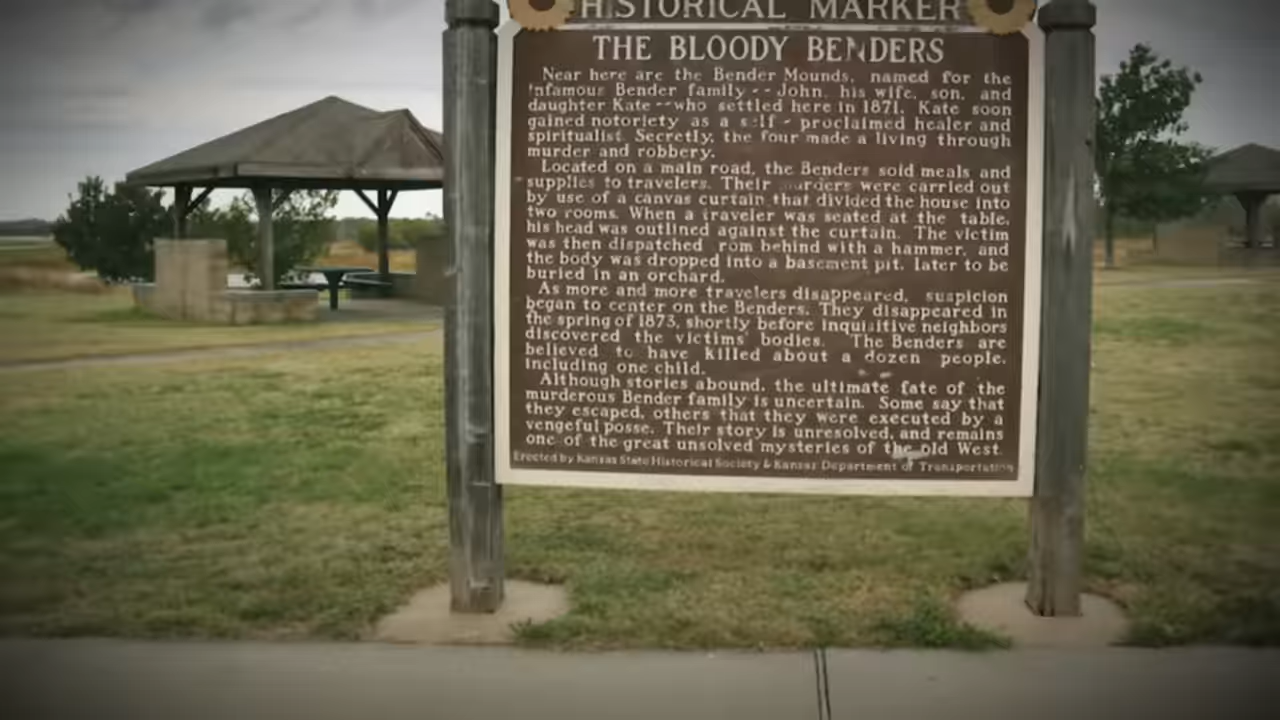 HISTORICAL MARKER
THE BLOODY BENDERS
Near here are the Bender Mounds, named for the
infamous Bender family -- John, his wife, son, and
daughter Kate -- who settled here in 1871. Kate soon
gained notoriety as a self - proclaimed healer and
spiritualist. Secretly, the four made a living through
murder and robbery.
Located on a main road, the Benders sold meals and
supplies to travelers. Their murders were carried out
by use of a canvas curtain that divided the house into
two rooms. When a traveler was seated at the table,
his head was outlined against the curtain. The victim
was then dispatched rom behind with a hammer, and
the body was dropped into a basement pit, later to be
buried in an orchard.
As more and more travelers disappeared, suspicion
began to center on the Benders. They disappeared in
the spring of 1873, shortly before inquisitive neighbors
discovered the victims' bodies. The Benders are
believed to have killed about a dozen people,
including one child.
Although stories abound, the ultimate fate of the
murderous Bender family is uncertain. Some say that
they escaped, others that they were executed by a
vengeful posse. Their story is unresolved, and remains
one of the great unsolved mysteries of the old West.
Erected by Kansas State Historical Society & Kansas Department of Transportation